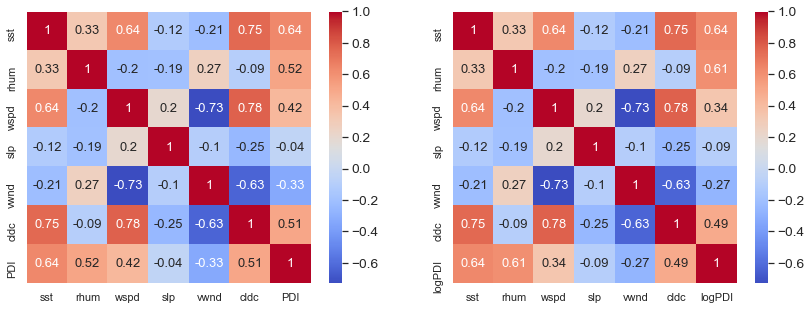 sst 1 0.33 0.64 -0.12 -0.21 0.75 0.64
rhum 0.33 1 -0.2 -0.19 0.27 -0.09 0.52
wspd 0.64 -0.2 1 0.2 -0.73 0.78 0.42
slp -0.12 -0.19 0.2 1 -0.1 -0.25 -0.04
vwnd -0.21 0.27 -0.73 -0.1 1 -0.63 -0.33
cldc 0.75 -0.09 0.78 -0.25 -0.63 1 0.51
PDI 0.64 0.52 0.42 -0.04 -0.33 0.51 1
sst rhum wspd slp vwnd cldc PDI
1.0
0.8
0.6
0.4
0.2
0.0
−0.2
−0.4
−0.6
sst 1 0.33 0.64 -0.12 -0.21 0.75 0.64
rhum 0.33 1 -0.2 -0.19 0.27 -0.09 0.61
wspd 0.64 -0.2 1 0.2 -0.73 0.78 0.34
slp -0.12 -0.19 0.2 1 -0.1 -0.25 -0.09
vwnd -0.21 0.27 -0.73 -0.1 1 -0.63 -0.27
cldc 0.75 -0.09 0.78 -0.25 -0.63 1 0.49
logPDI 0.64 0.61 0.34 -0.09 -0.27 0.49 1
sst rhum wspd slp vwnd cldc logPDI
1.0
0.8
0.6
0.4
0.2
0.0
−0.2
−0.4
−0.6